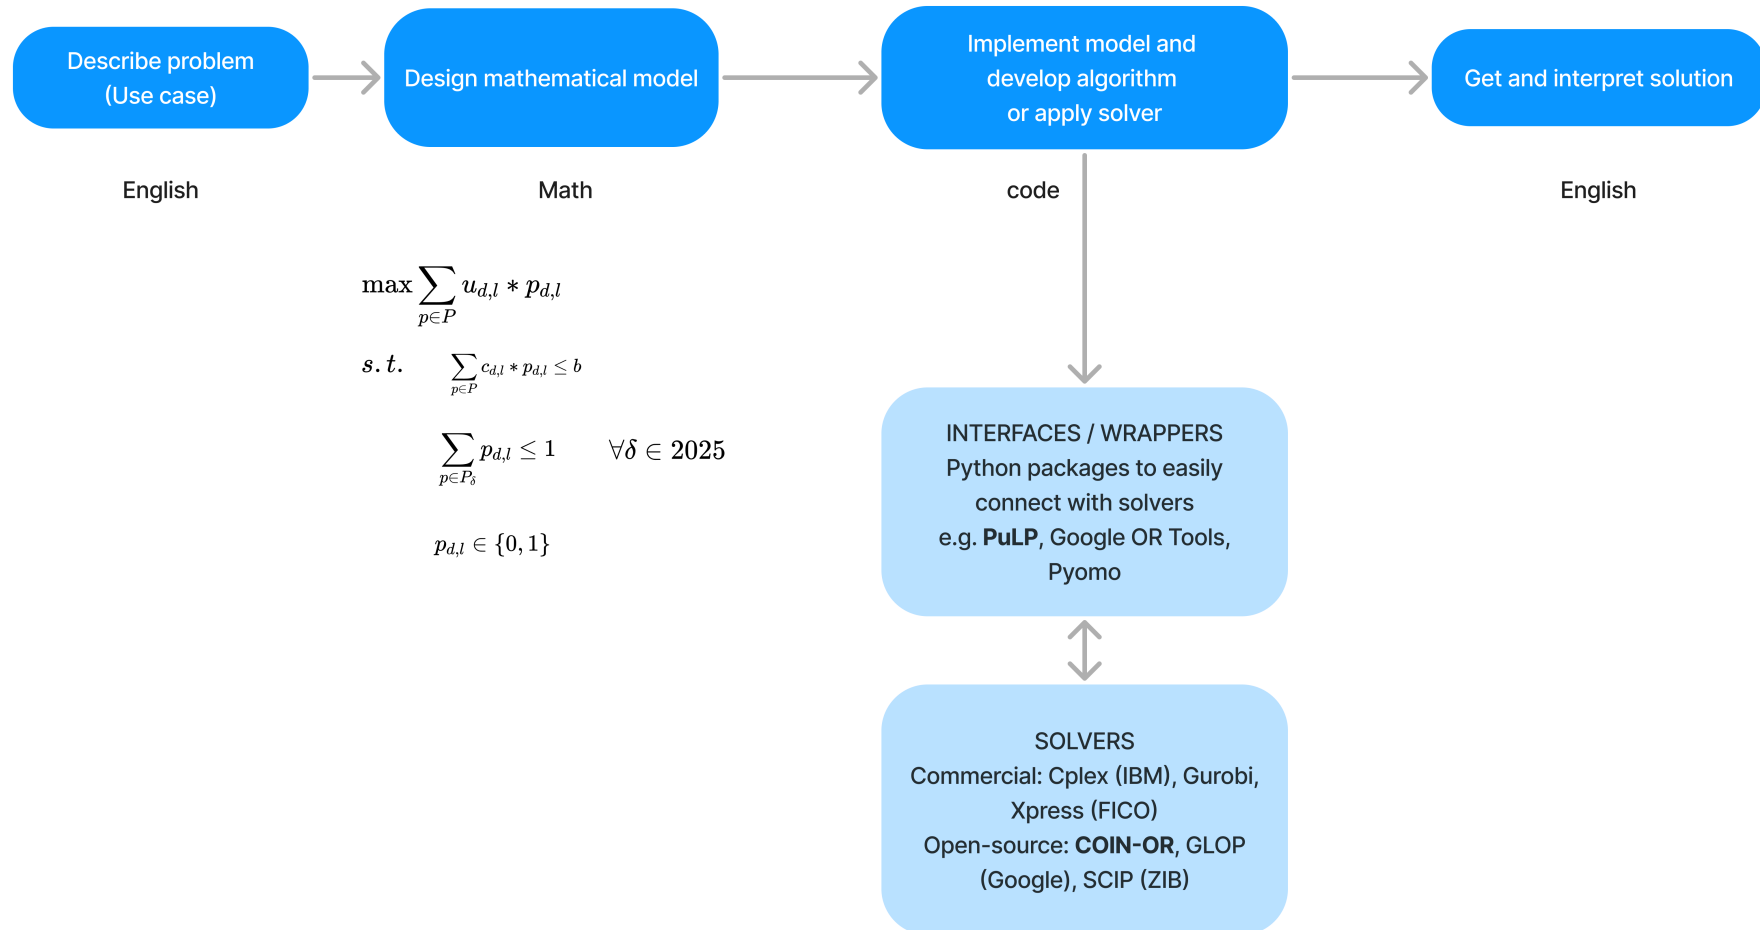 Describe problem
(Use case)
Design mathematical model
Implement model and
develop algorithm
or apply solver
Get and interpret solution
English
Math
code
English
max ∑_{p∈P} u_{d,l} * p_{d,l}
s.t. ∑_{p∈P} c_{d,l} * p_{d,l} ≤ b
∑_{p∈P_δ} p_{d,l} ≤ 1 ∀δ ∈ 2025
p_{d,l} ∈ {0, 1}
INTERFACES / WRAPPERS
Python packages to easily
connect with solvers
e.g. PuLP, Google OR Tools,
Pyomo
SOLVERS
Commercial: Cplex (IBM), Gurobi,
Xpress (FICO)
Open-source: COIN-OR, GLOP
(Google), SCIP (ZIB)